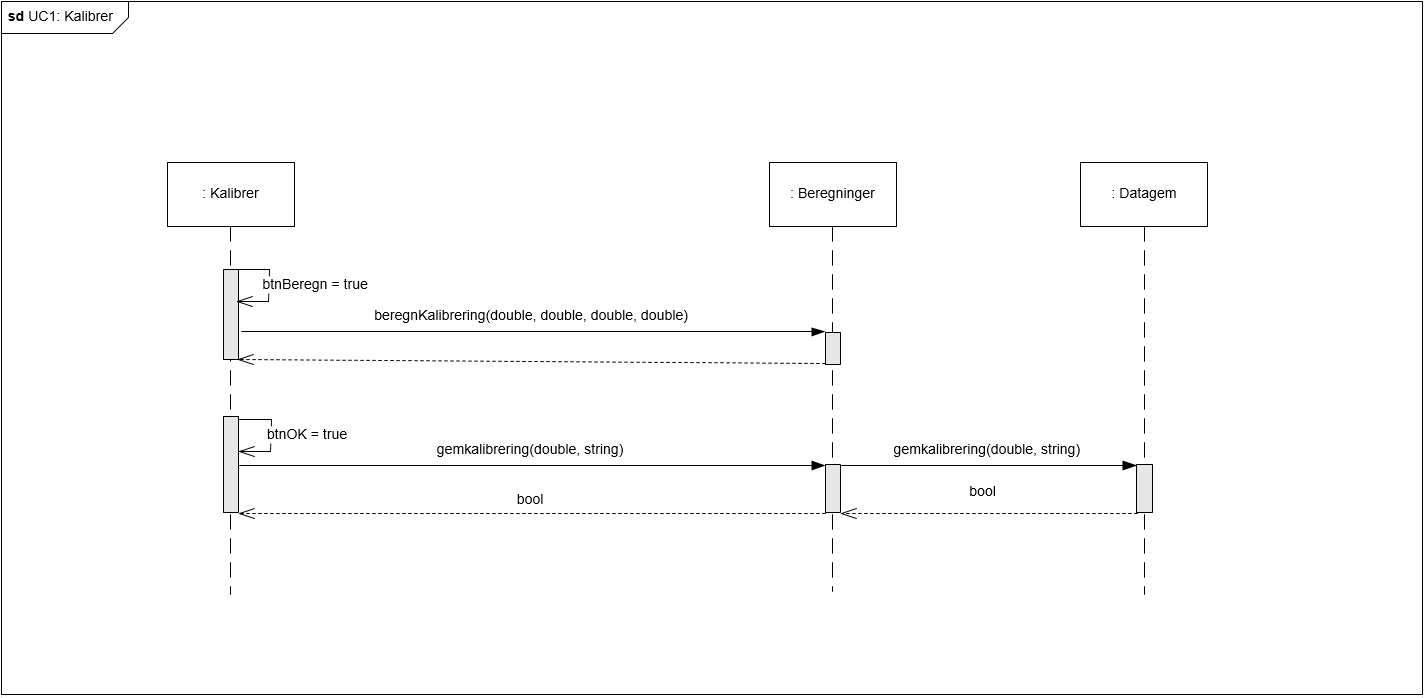 sd UC1: Kalibrer
: Kalibrer
: Beregninger
: Datagem
btnBeregn = true
beregnKalibrering(double, double, double, double)
btnOK = true
gemkalibrering(double, string)
gemkalibrering(double, string)
bool
bool